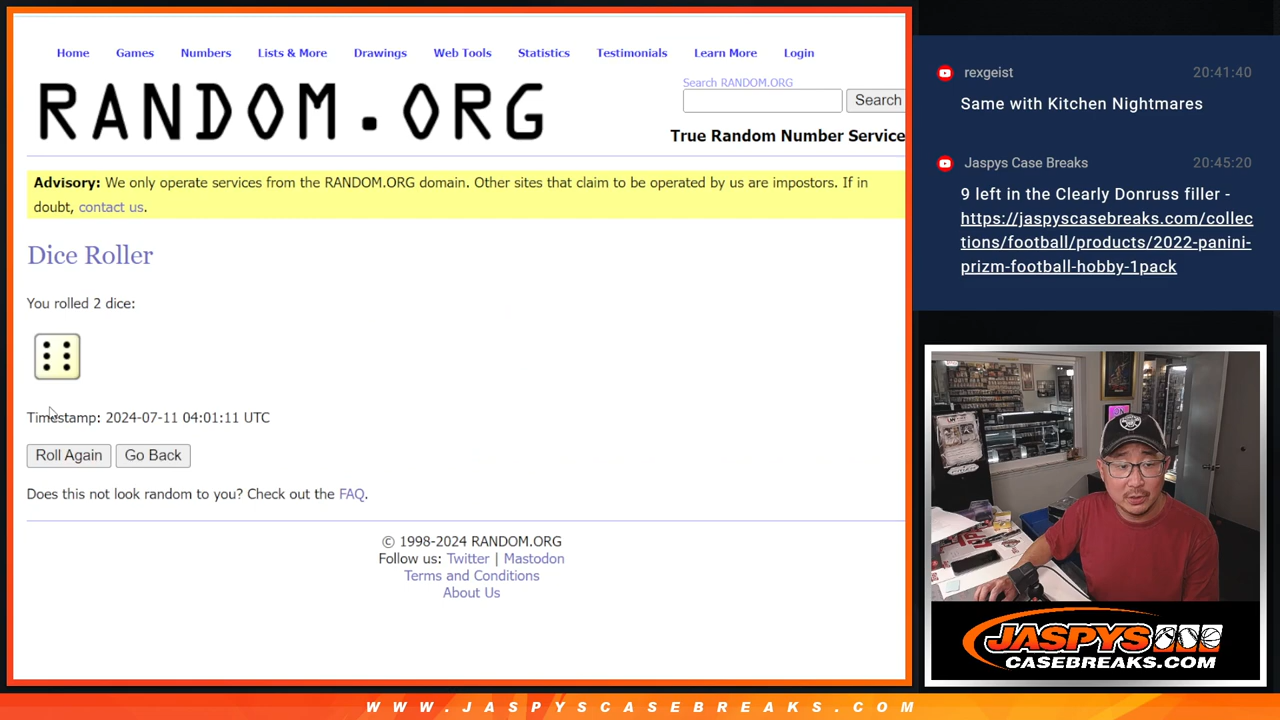 Home Games Numbers Lists & More Drawings Web Tools Statistics Testimonials Learn More Login
RANDOM.ORG
Search RANDOM.ORG
Search
True Random Number Service
Advisory: We only operate services from the RANDOM.ORG domain. Other sites that claim to be operated by us are impostors. If in
doubt, contact us.
Dice Roller
You rolled 2 dice:
Timestamp: 2024-07-11 04:01:11 UTC
Roll Again Go Back
Does this not look random to you? Check out the FAQ.
© 1998-2024 RANDOM.ORG
Follow us: Twitter | Mastodon
Terms and Conditions
About Us
rexgeist 20:41:40
Same with Kitchen Nightmares
Jaspys Case Breaks 20:45:20
9 left in the Clearly Donruss filler -
https://jaspyscasebreaks.com/collec
tions/football/products/2022-panini-
prizm-football-hobby-1pack
JASPYS
CASEBREAKS.COM
WWW.JASPYSCASEBREAKS.COM